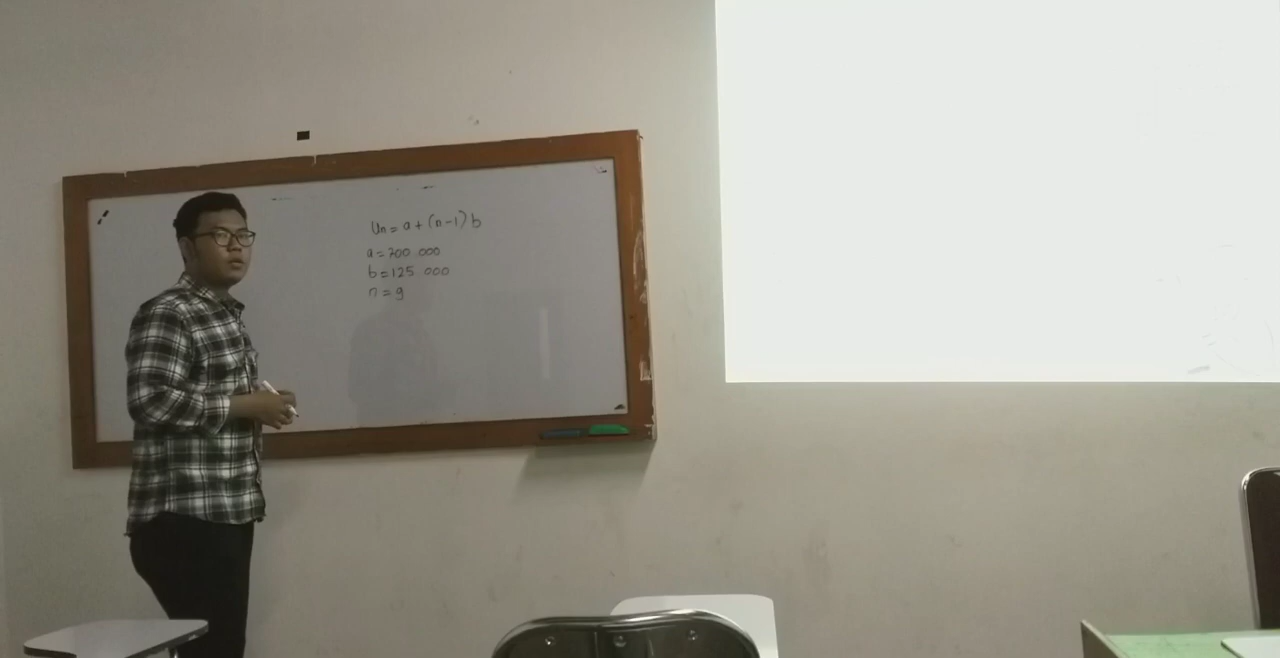 Un = a + (n-1) b
a = 700 000
b = 125 000
n = 9